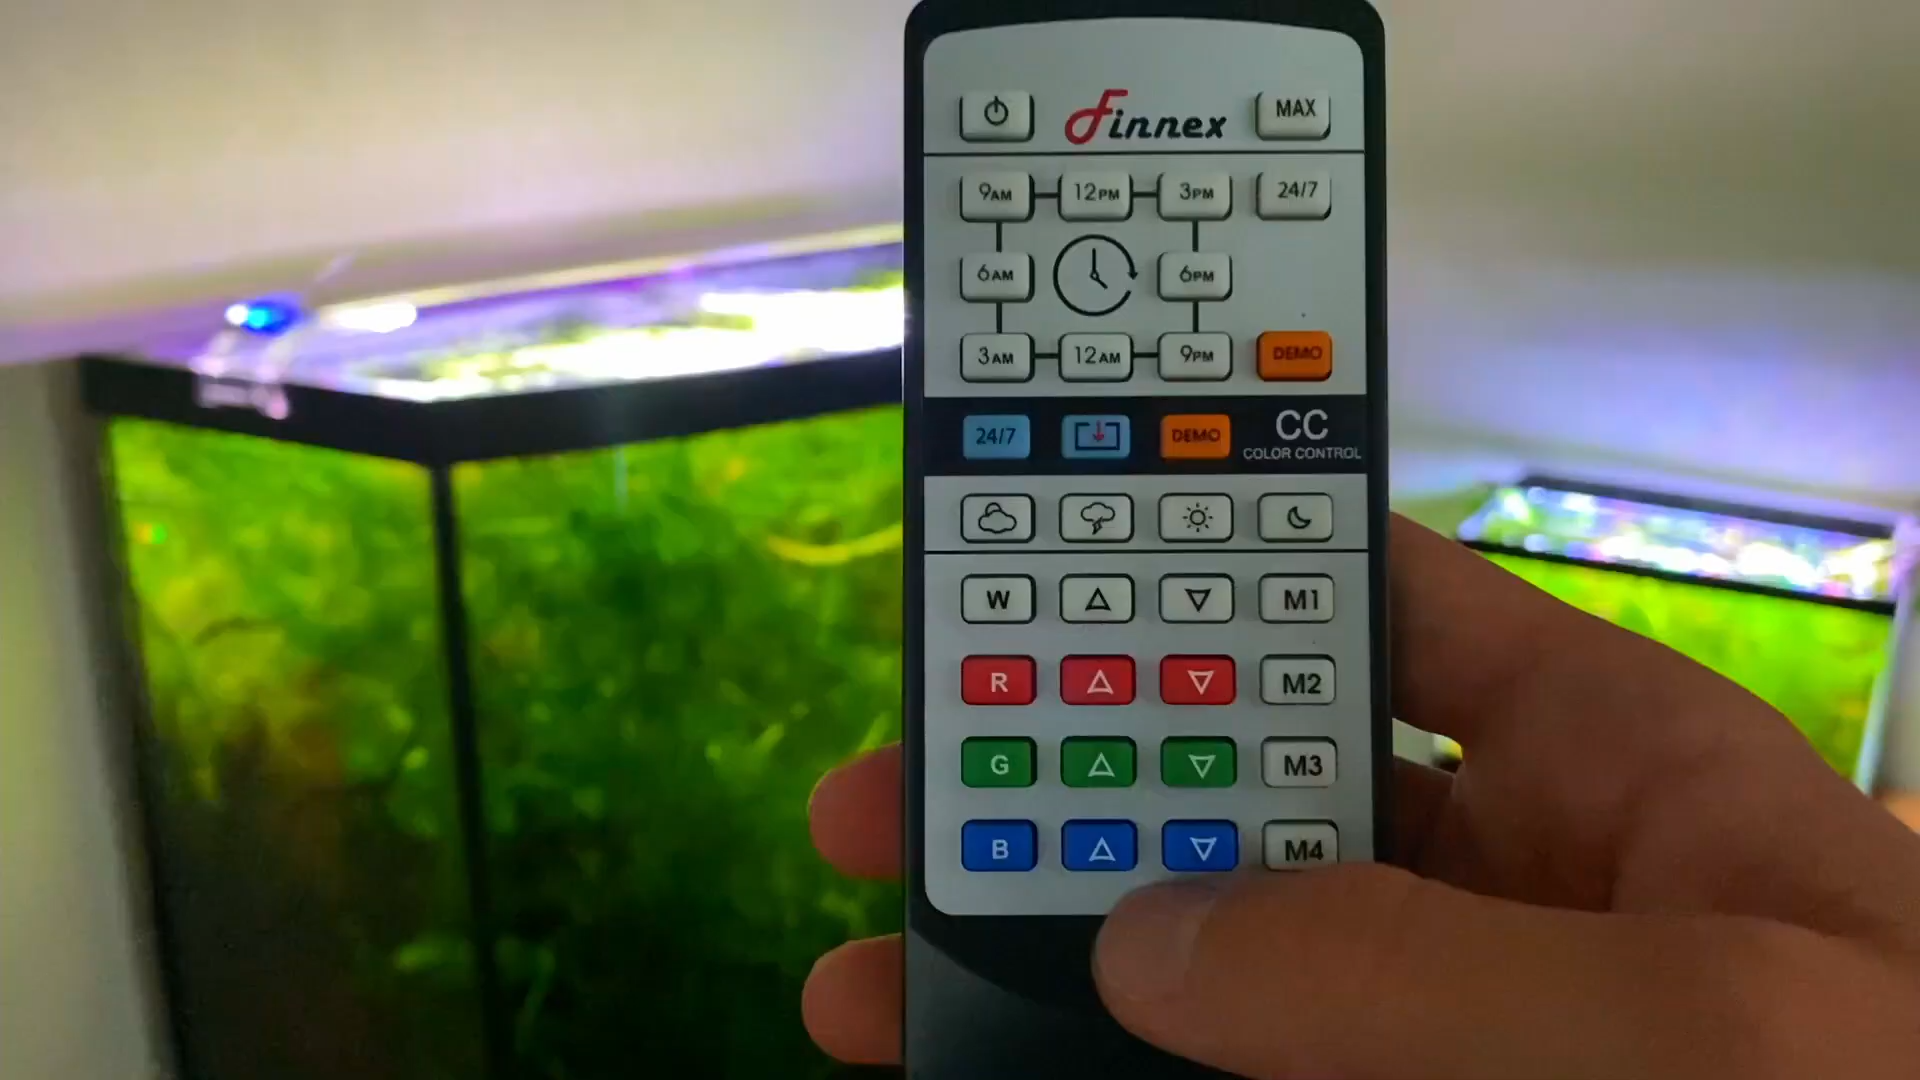 Finnex MAX
9AM 12PM 3PM 24/7
6AM 6PM
3AM 12AM 9PM DEMO
24/7 DEMO CC
COLOR CONTROL
W M1
R M2
G M3
B M4